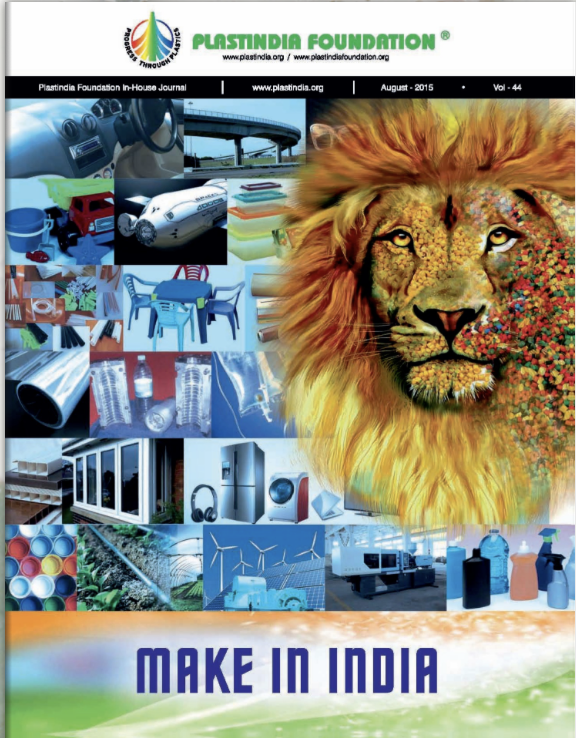 PROGRESS THROUGH PLASTICS
PLASTINDIA FOUNDATION ®
www.plastindia.org / www.plastindiafoundation.org
Plastindia Foundation In-House Journal | www.plastindia.org | August - 2015 • Vol - 44
MAKE IN INDIA